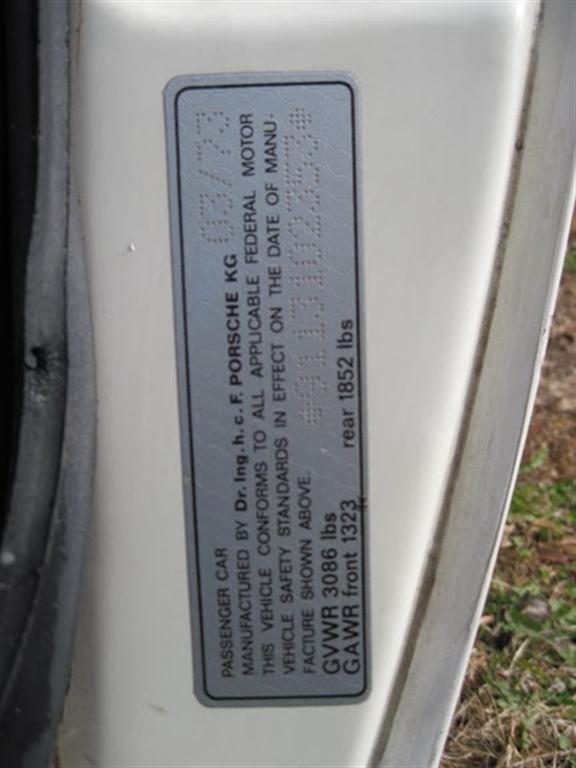 PASSENGER CAR
MANUFACTURED BY Dr. Ing. h. c. F. PORSCHE KG 03/73
THIS VEHICLE CONFORMS TO ALL APPLICABLE FEDERAL MOTOR
VEHICLE SAFETY STANDARDS IN EFFECT ON THE DATE OF MANU-
FACTURE SHOWN ABOVE.
GVWR 3086 lbs
GAWR front 1323 rear 1852 lbs